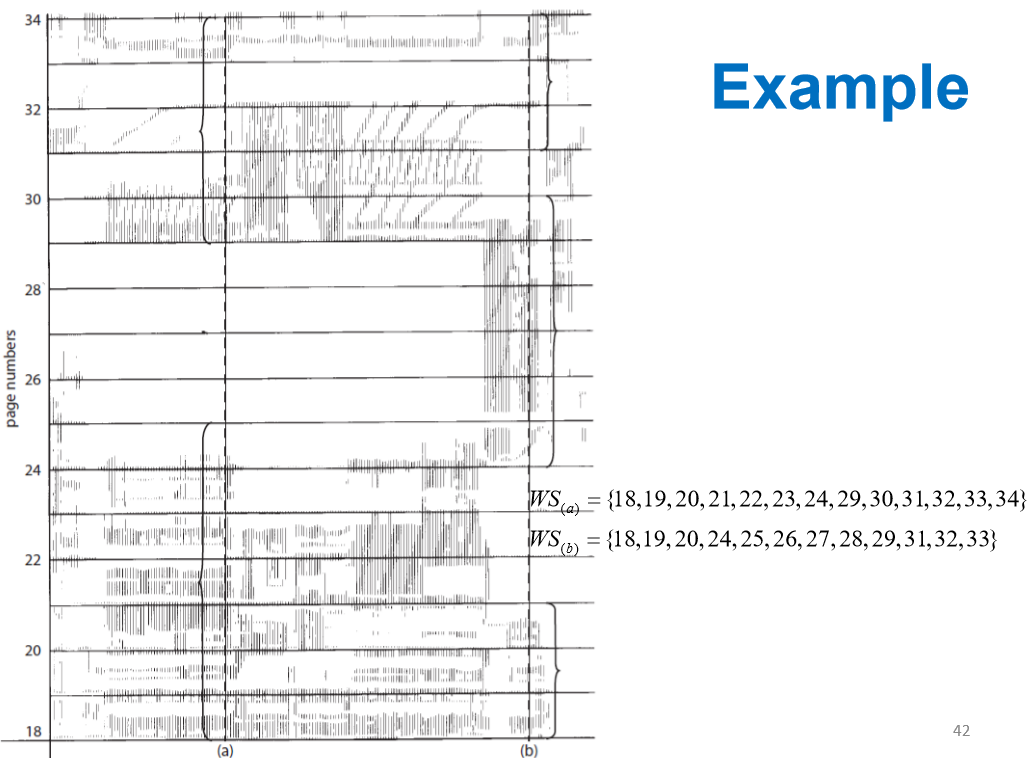 Example
34
32
30
28
26
24
22
20
18
page numbers
(a)
(b)
WS(a) = {18,19,20,21,22,23,24,29,30,31,32,33,34}
WS(b) = {18,19,20,24,25,26,27,28,29,31,32,33}
42